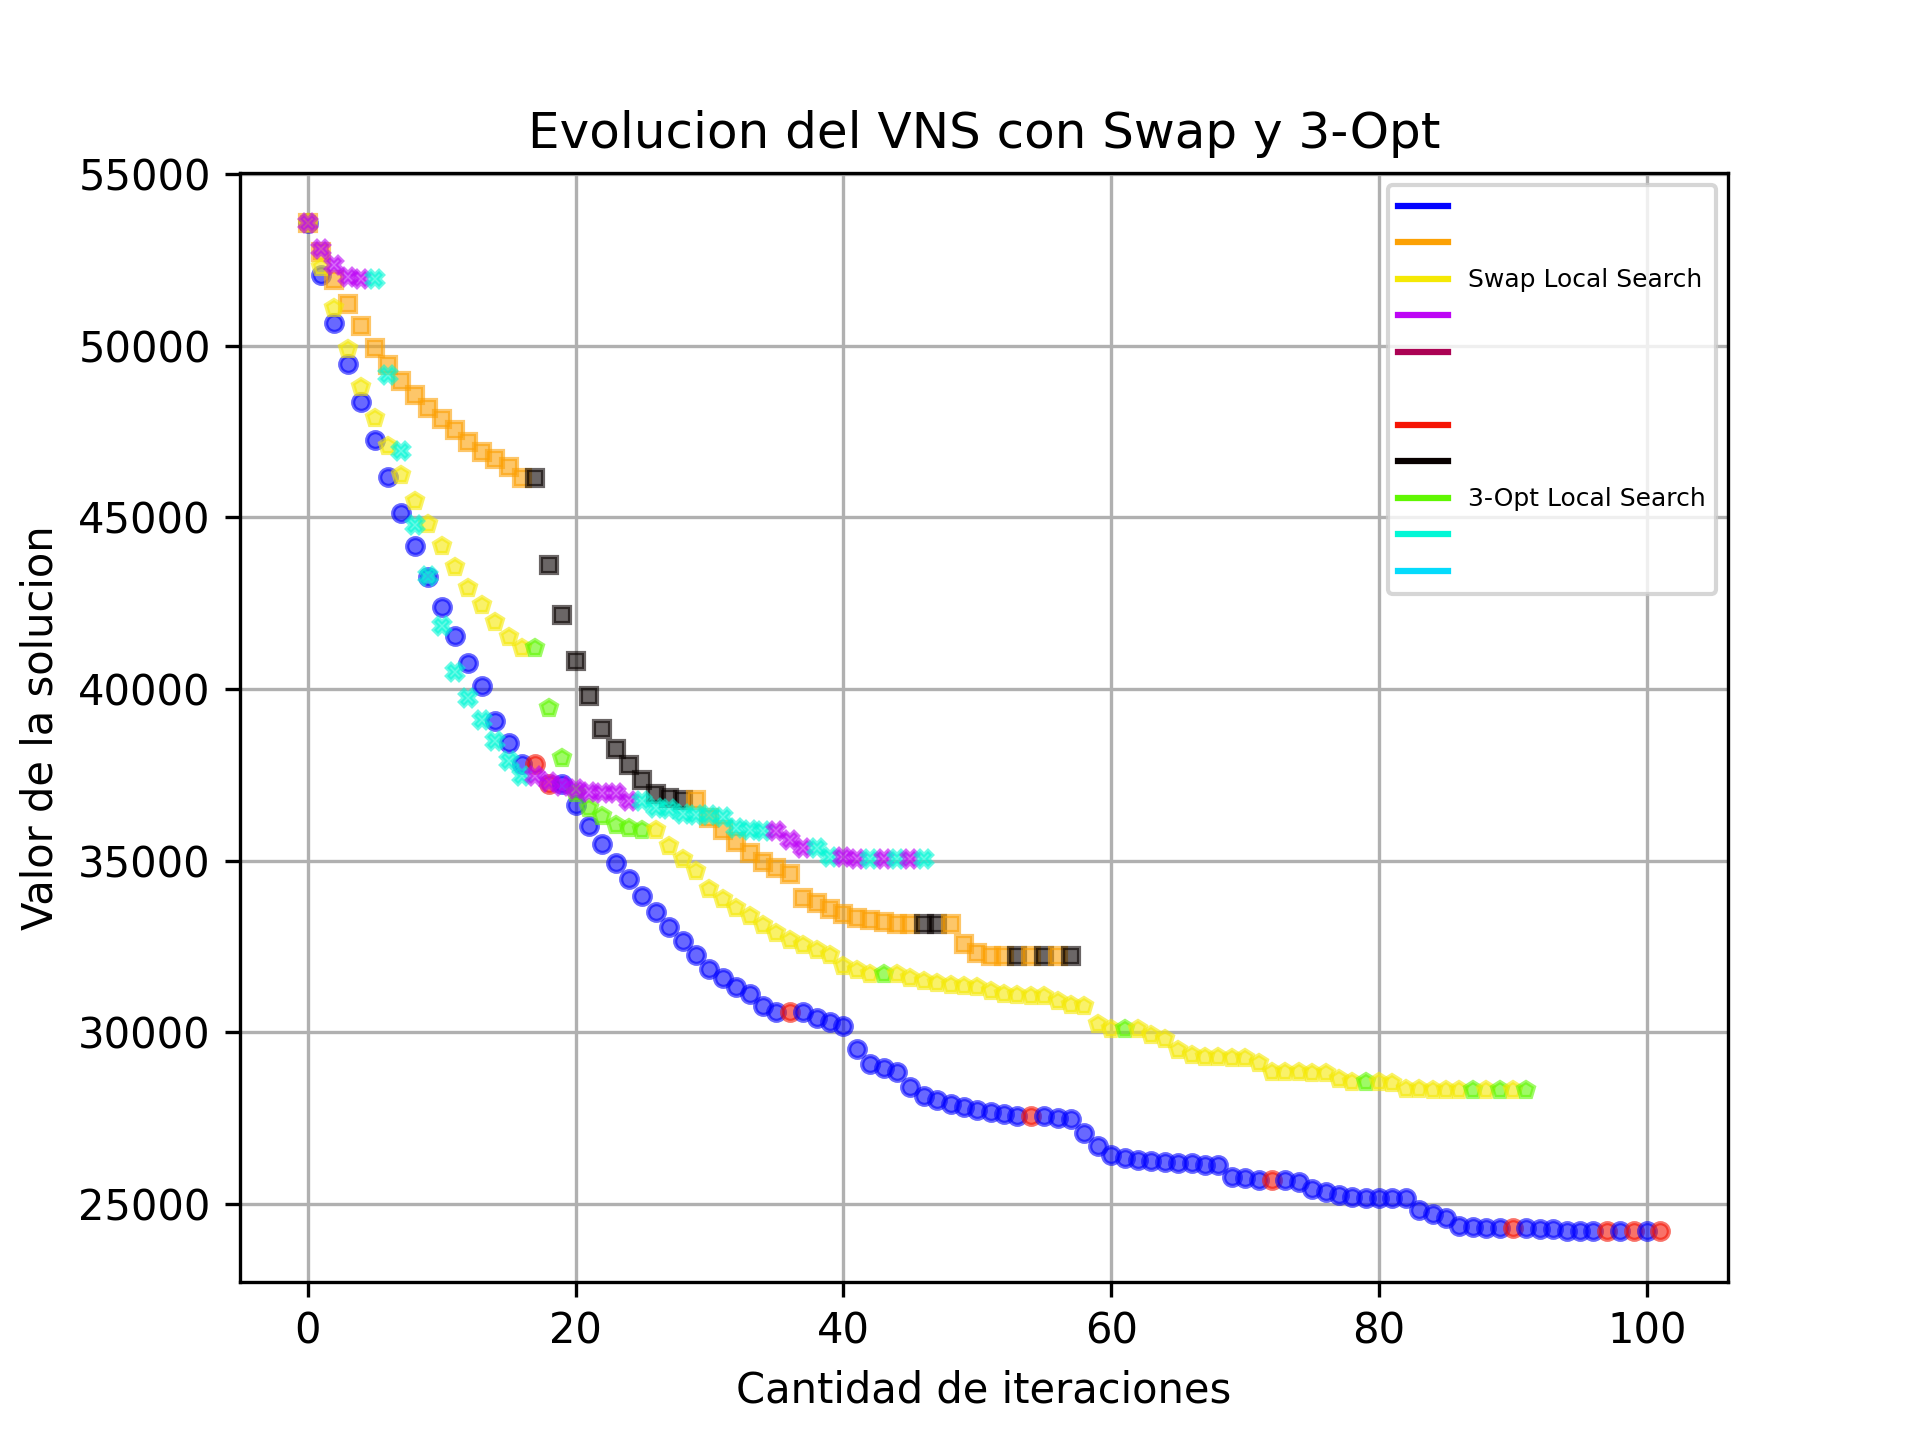 Evolucion del VNS con Swap y 3-Opt
55000
50000
45000
40000
35000
30000
25000
Valor de la solucion
Swap Local Search
3-Opt Local Search
0 20 40 60 80 100
Cantidad de iteraciones